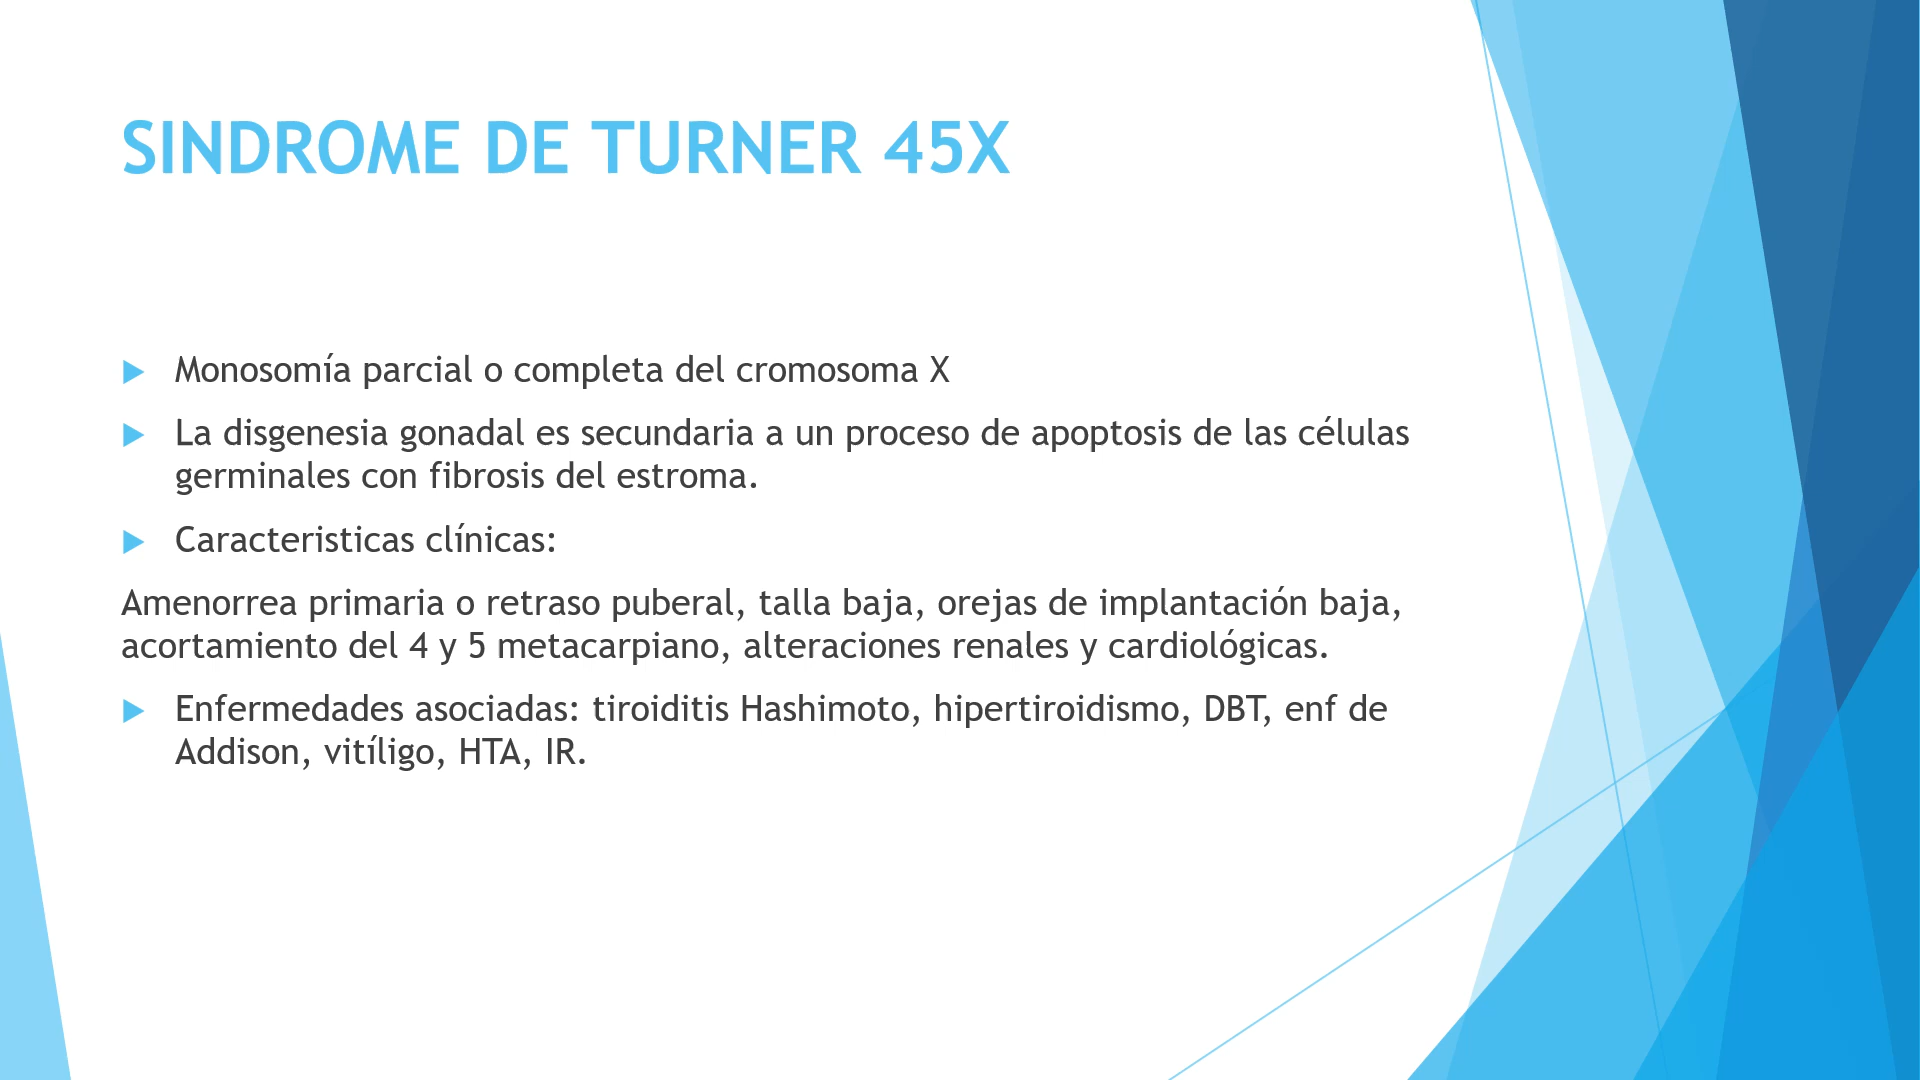 SINDROME DE TURNER 45X
Monosomía parcial o completa del cromosoma X
La disgenesia gonadal es secundaria a un proceso de apoptosis de las células
germinales con fibrosis del estroma.
Caracteristicas clínicas:
Amenorrea primaria o retraso puberal, talla baja, orejas de implantación baja,
acortamiento del 4 y 5 metacarpiano, alteraciones renales y cardiológicas.
Enfermedades asociadas: tiroiditis Hashimoto, hipertiroidismo, DBT, enf de
Addison, vitíligo, HTA, IR.